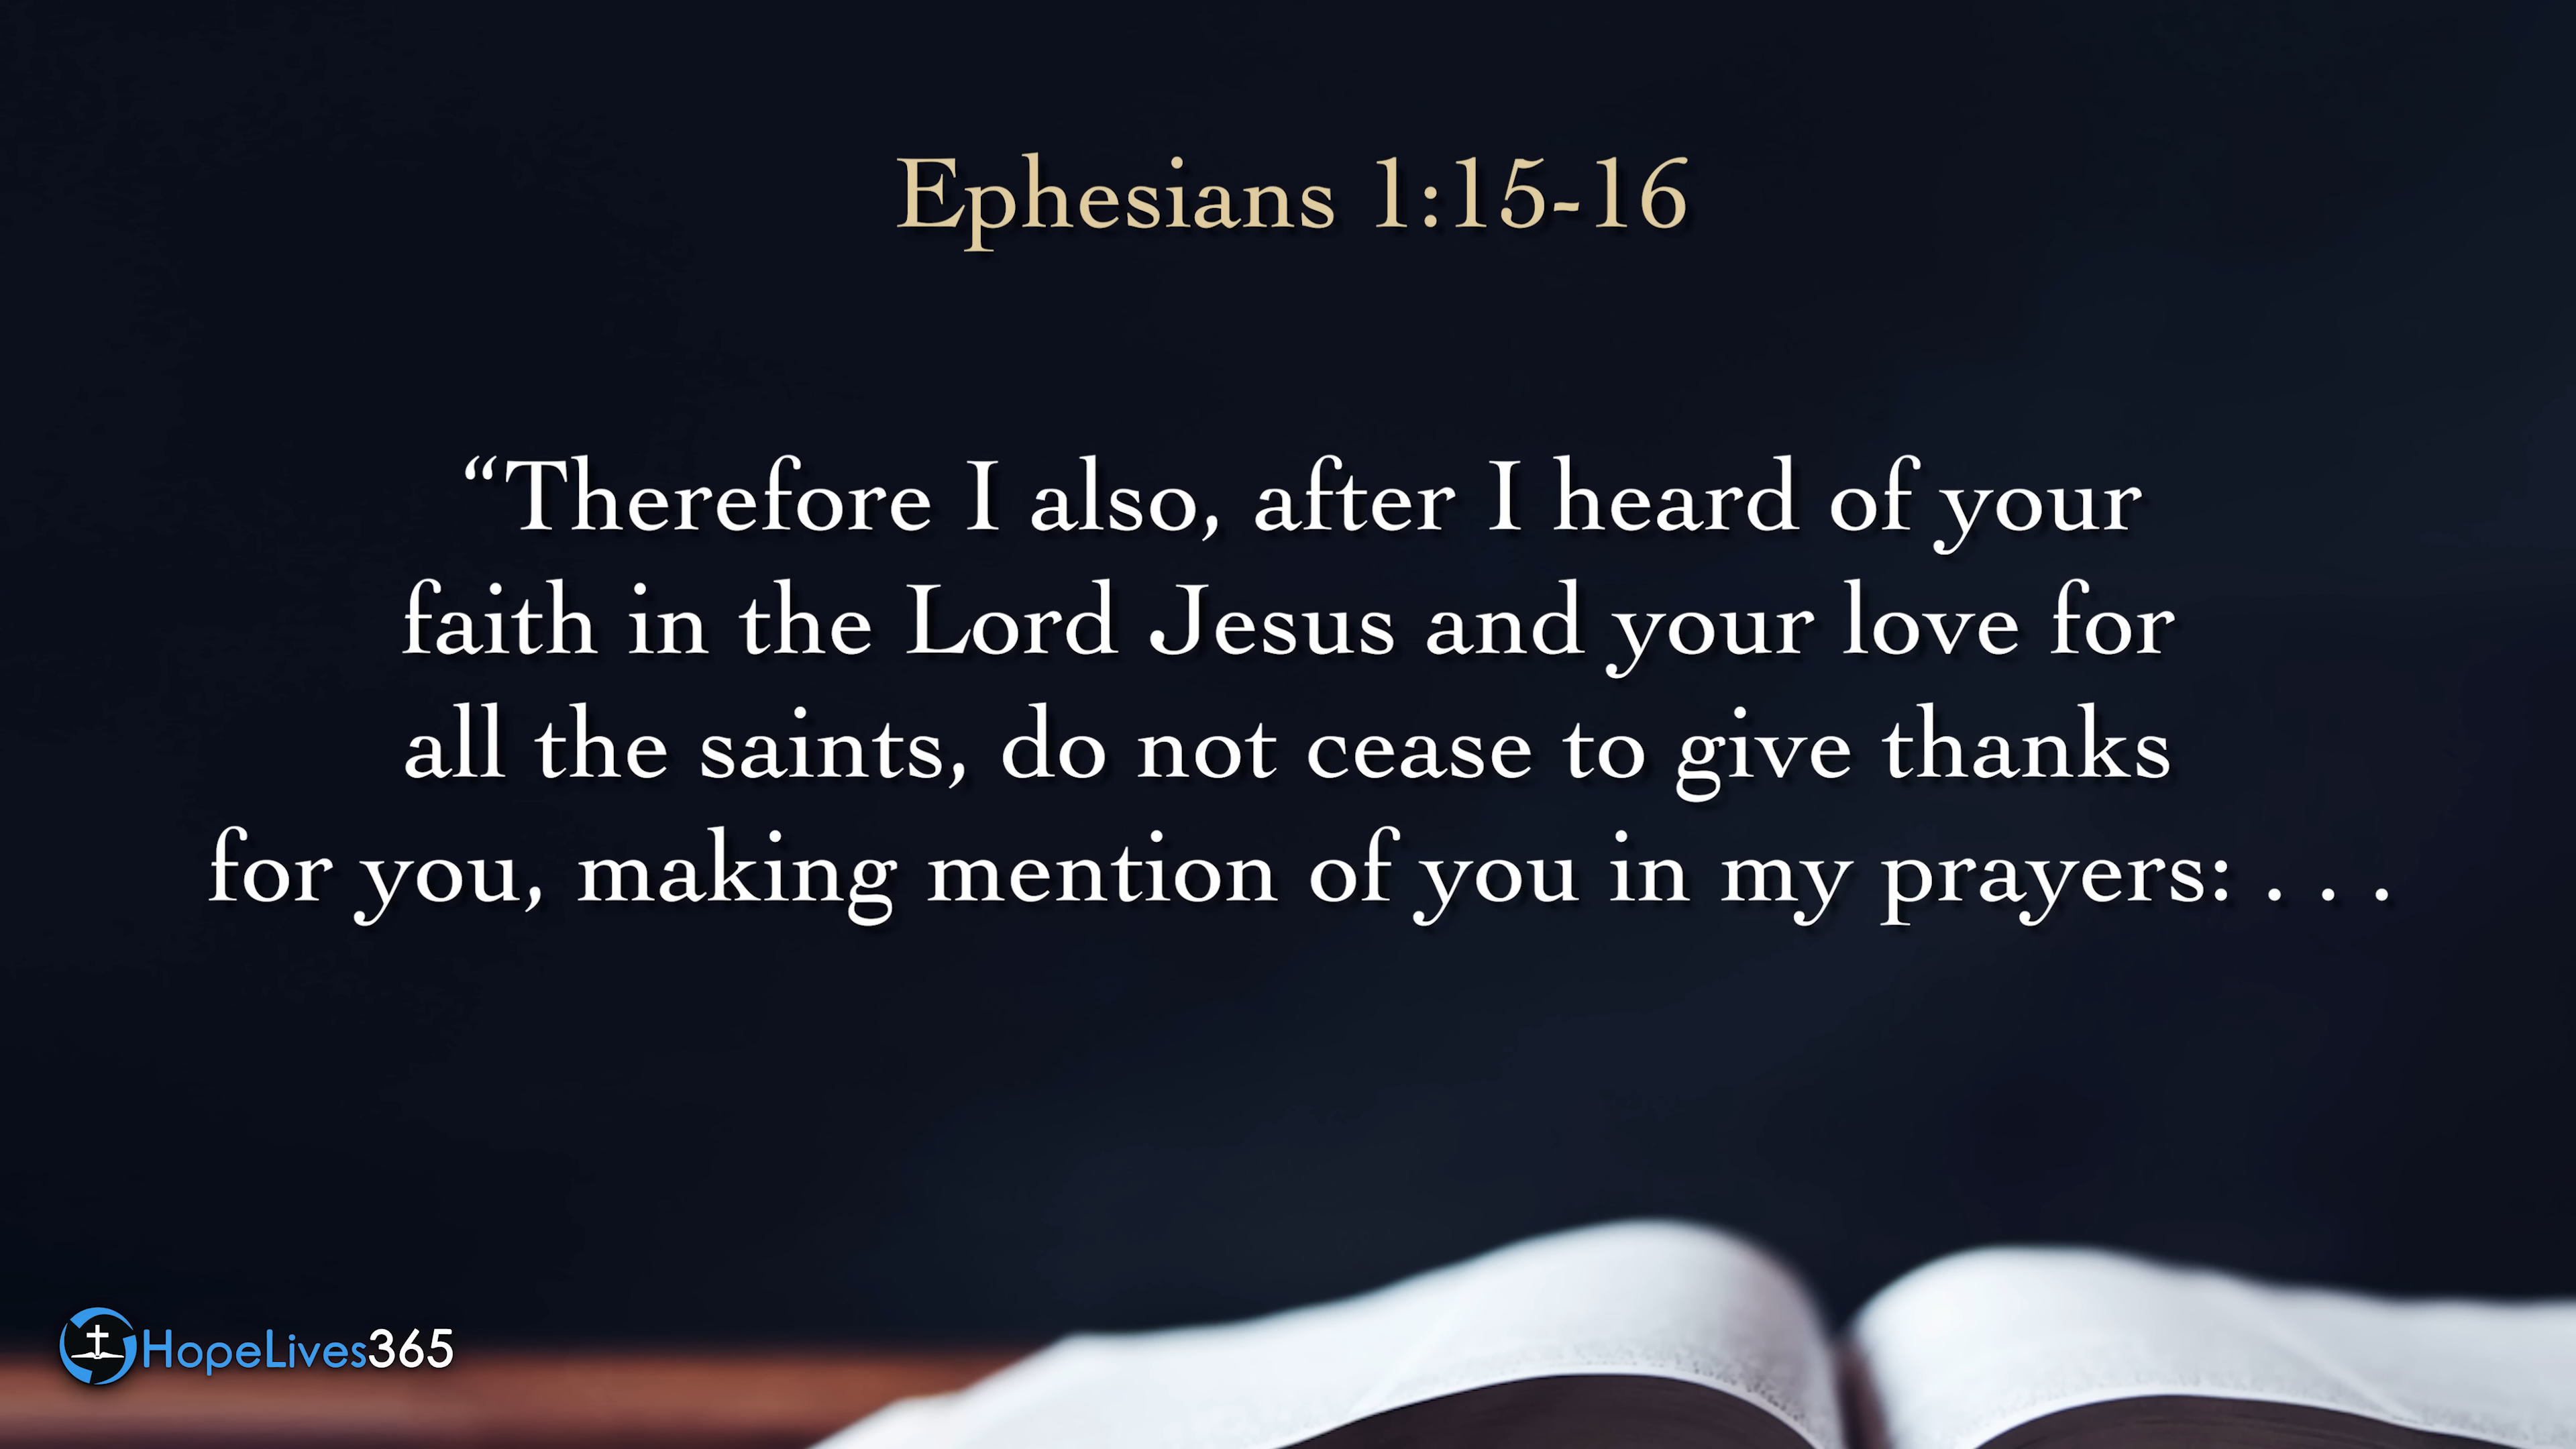 Ephesians 1:15-16
“Therefore I also, after I heard of your
faith in the Lord Jesus and your love for
all the saints, do not cease to give thanks
for you, making mention of you in my prayers: . . .
HopeLives365